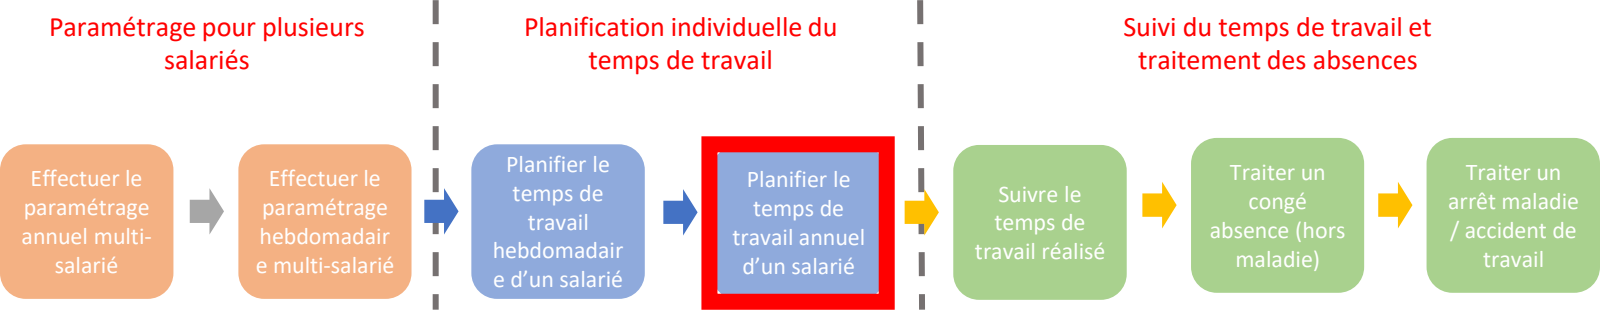 Paramétrage pour plusieurs
salariés
Planification individuelle du
temps de travail
Suivi du temps de travail et
traitement des absences
Effectuer le
paramétrage
annuel multi-
salarié
Effectuer le
paramétrage
hebdomadair
e multi-salarié
Planifier le
temps de
travail
hebdomadair
e d’un salarié
Planifier le
temps de
travail annuel
d’un salarié
Suivre le
temps de
travail réalisé
Traiter un
congé
absence (hors
maladie)
Traiter un
arrêt maladie
/ accident de
travail